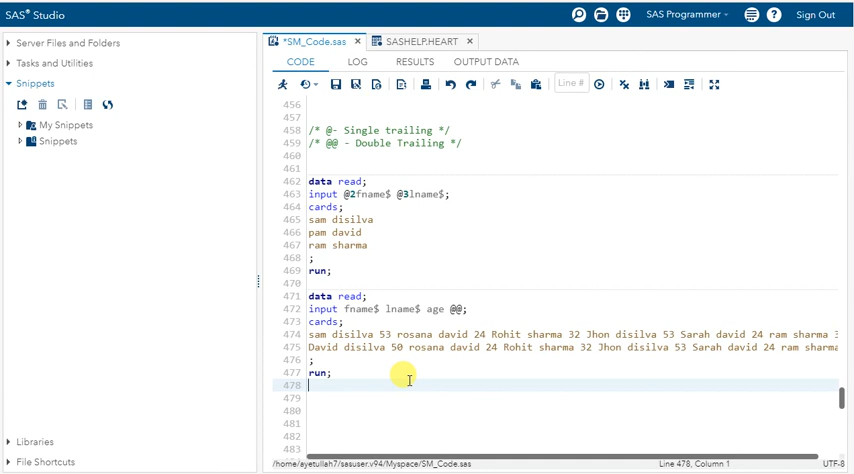 SAS® Studio
SAS Programmer
Sign Out
Server Files and Folders
Tasks and Utilities
Snippets
My Snippets
Snippets
Libraries
File Shortcuts
*SM_Code.sas
SASHELP.HEART
CODE LOG RESULTS OUTPUT DATA
Line #
456
457
458 /* @- Single trailing */
459 /* @@ - Double Trailing */
460
461
462 data read;
463 input @2fname$ @3lname$;
464 cards;
465 sam disilva
466 pam david
467 ram sharma
468 ;
469 run;
470
471 data read;
472 input fname$ lname$ age @@;
473 cards;
474 sam disilva 53 rosana david 24 Rohit sharma 32 Jhon disilva 53 Sarah david 24 ram sharma 3
475 David disilva 50 rosana david 24 Rohit sharma 32 Jhon disilva 53 Sarah david 24 ram sharma
476 ;
477 run;
478
479
480
481
482
483
/home/ayetullah7/sasuser.v94/Myspace/SM_Code.sas
Line 478, Column 1
UTF-8